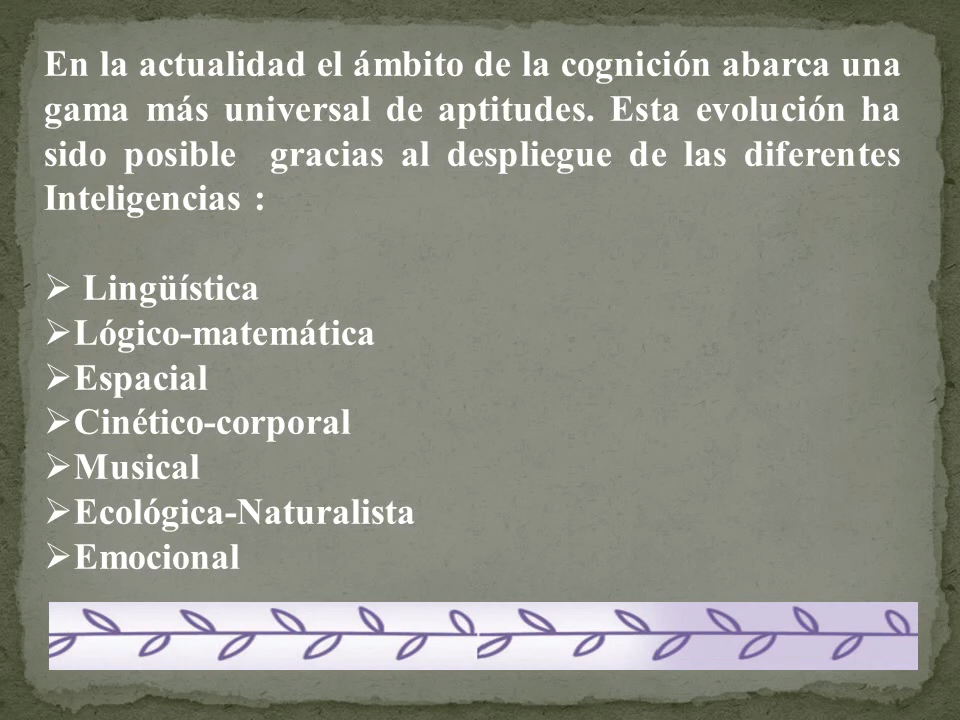 En la actualidad el ámbito de la cognición abarca una
gama más universal de aptitudes. Esta evolución ha
sido posible gracias al despliegue de las diferentes
Inteligencias :
➢ Lingüística
➢Lógico-matemática
➢Espacial
➢Cinético-corporal
➢Musical
➢Ecológica-Naturalista
➢Emocional